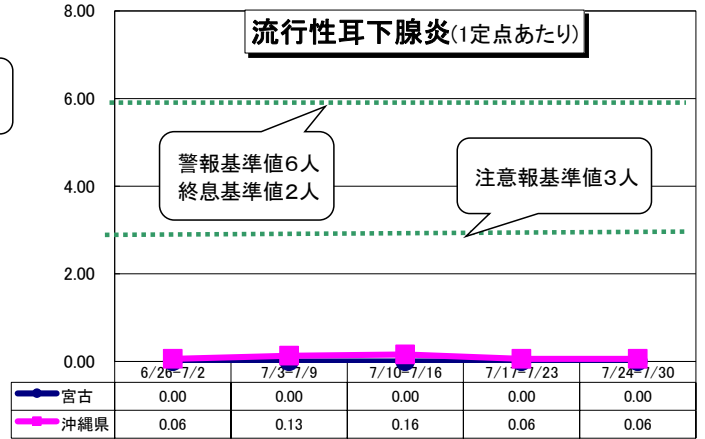 流行性耳下腺炎(1定点あたり)
8.00
6.00
4.00
2.00
0.00
警報基準値6人
終息基準値2人
注意報基準値3人
6/26-7/2 7/3-7/9 7/10-7/16 7/17-7/23 7/24-7/30
宮古 0.00 0.00 0.00 0.00 0.00
沖縄県 0.06 0.13 0.16 0.06 0.06